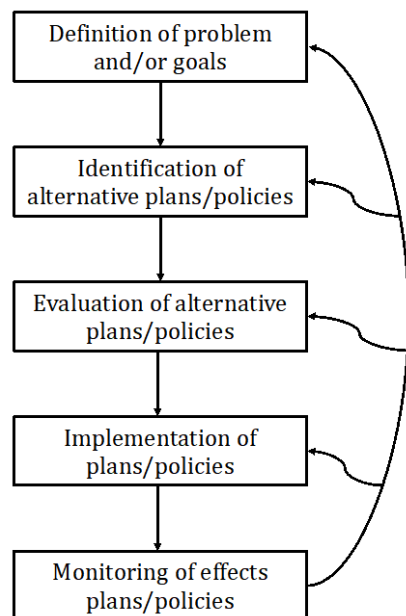 Definition of problem
and/or goals
Identification of
alternative plans/policies
Evaluation of alternative
plans/policies
Implementation of
plans/policies
Monitoring of effects
plans/policies